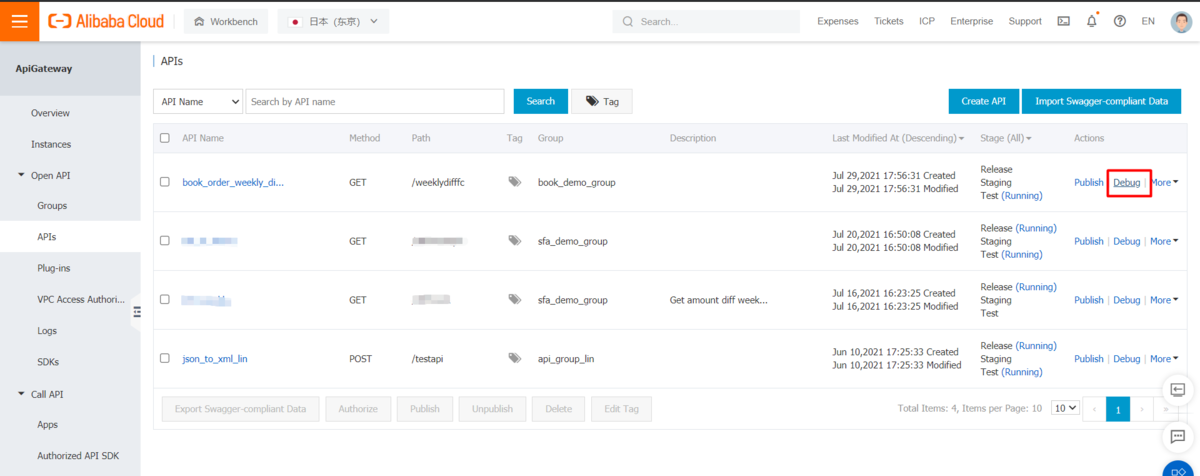 Alibaba Cloud
Workbench
日本（东京）
Search...
Expenses
Tickets
ICP
Enterprise
Support
EN
ApiGateway
Overview
Instances
Open API
Groups
APIs
Plug-ins
VPC Access Authori...
Logs
SDKs
Call API
Apps
Authorized API SDK
APIs
API Name
Search by API name
Search
Tag
Create API
Import Swagger-compliant Data
API Name Method Path Tag Group Description Last Modified At (Descending) Stage (All) Actions
book_order_weekly_di... GET /weeklydifffc book_demo_group
Jul 29,2021 17:56:31 Created
Jul 29,2021 17:56:31 Modified
Release
Staging
Test (Running)
Publish | Debug | More
GET sfa_demo_group
Jul 20,2021 16:50:08 Created
Jul 20,2021 16:50:08 Modified
Release (Running)
Staging
Test (Running)
Publish | Debug | More
GET sfa_demo_group Get amount diff week...
Jul 16,2021 16:23:25 Created
Jul 16,2021 16:23:25 Modified
Release (Running)
Staging
Test
Publish | Debug | More
json_to_xml_lin POST /testapi api_group_lin
Jun 10,2021 17:25:33 Created
Jun 10,2021 17:25:33 Modified
Release (Running)
Staging
Test (Running)
Publish | Debug | More
Export Swagger-compliant Data
Authorize
Publish
Unpublish
Delete
Edit Tag
Total Items: 4, Items per Page: 10
10
1